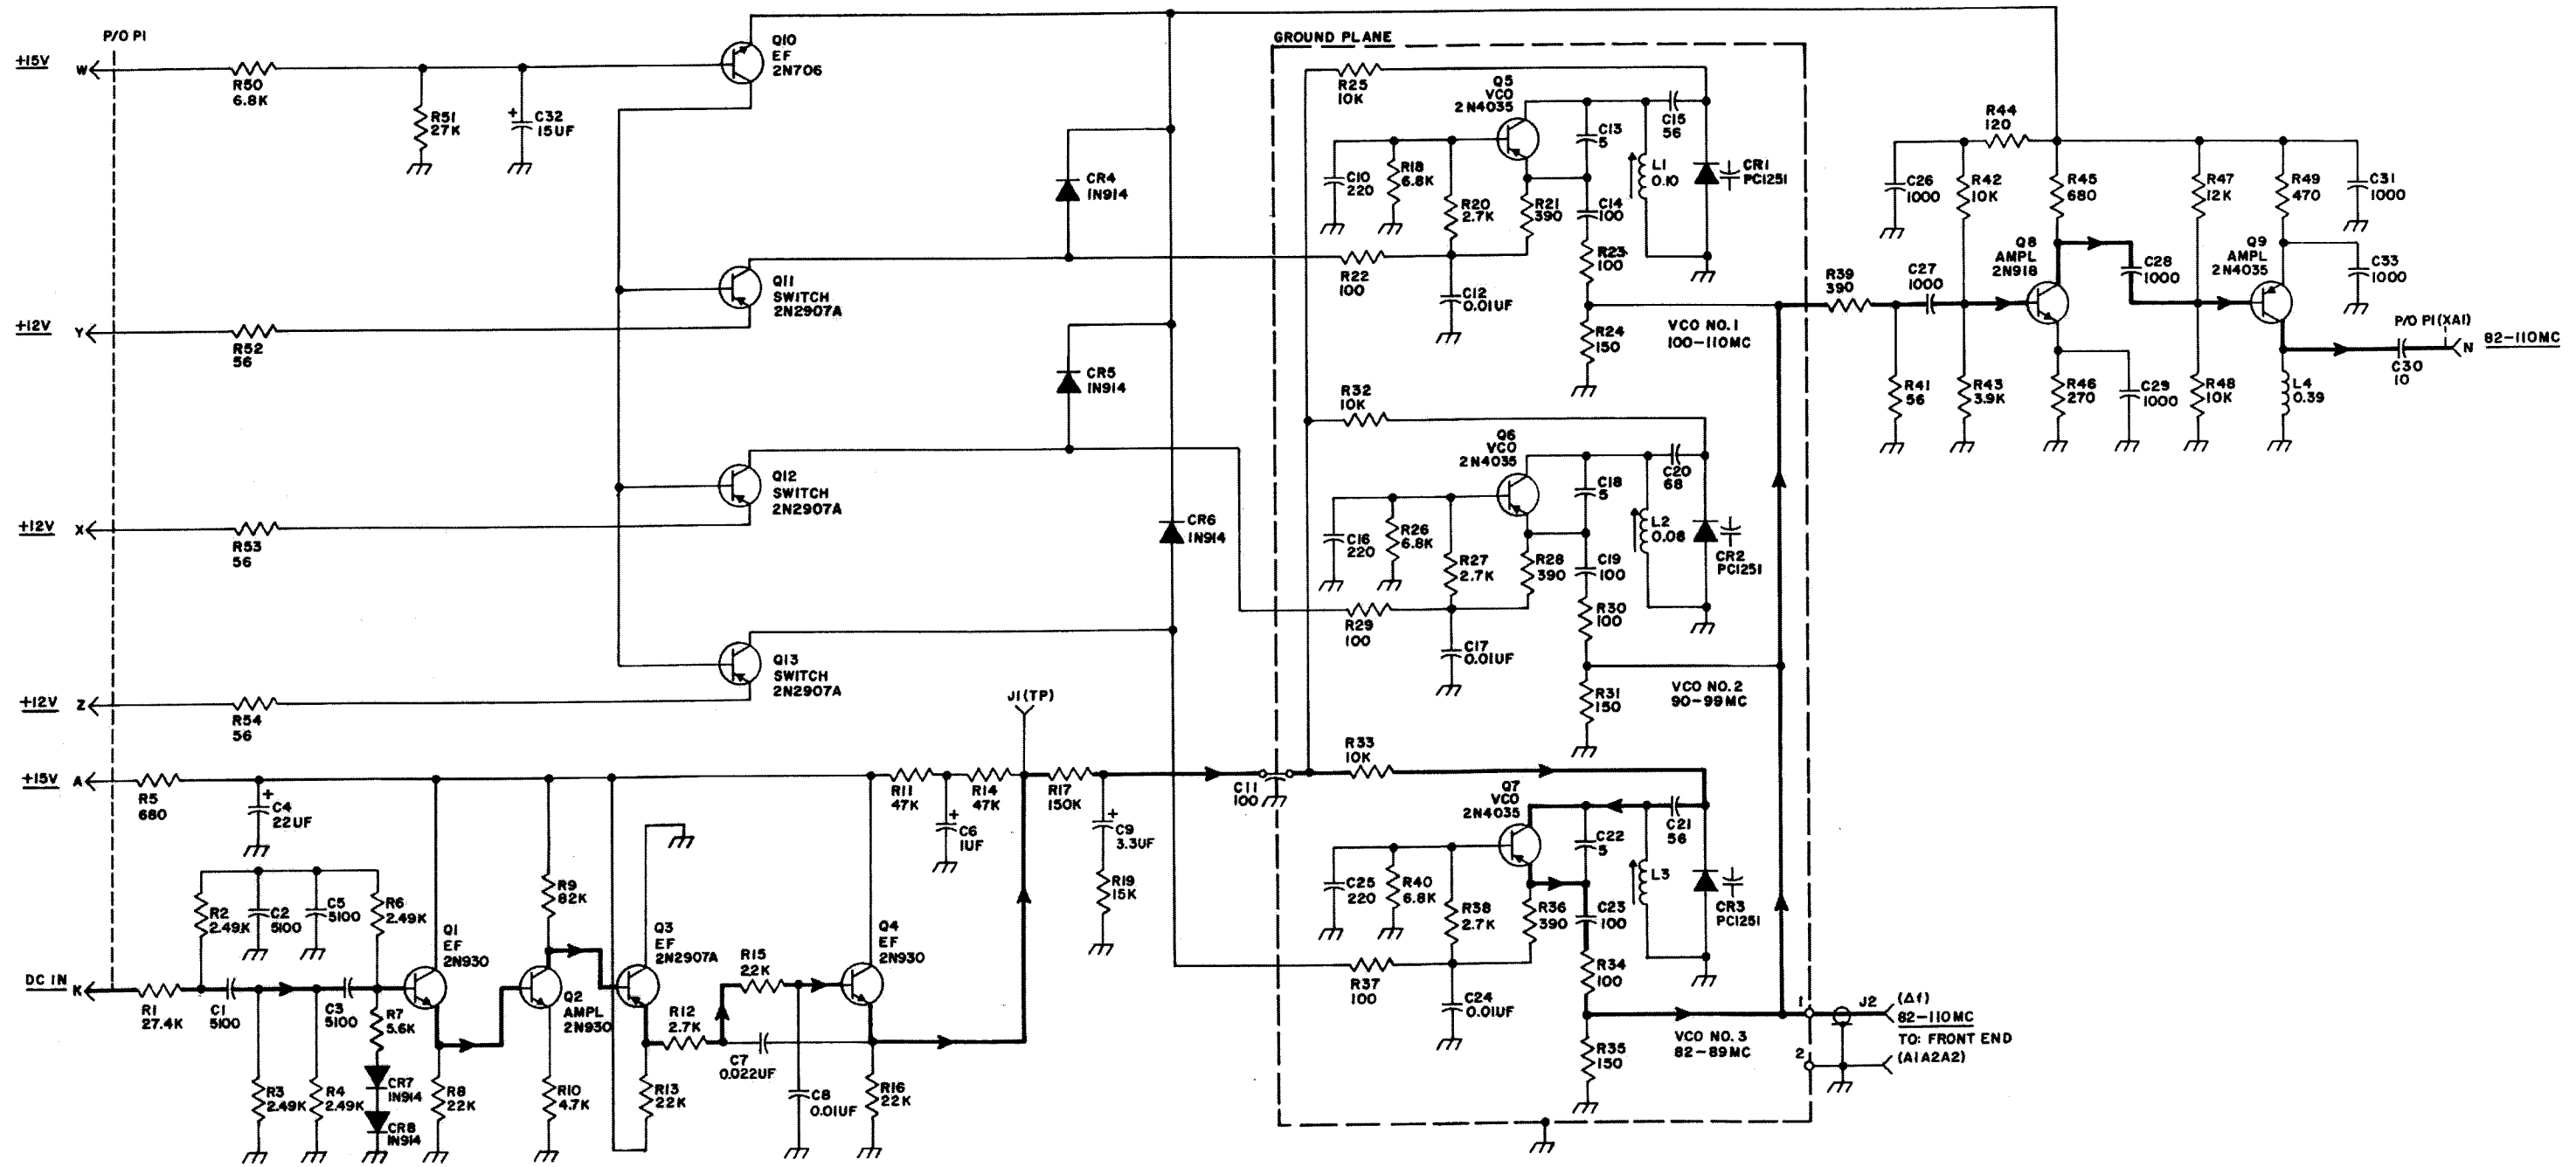 P/O P1
+15V
W
R50
6.8K
R51
27K
+
C32
15UF
Q10
EF
2N706
CR4
1N914
Q11
SWITCH
2N2907A
+12V
Y
R52
56
CR5
1N914
Q12
SWITCH
2N2907A
+12V
X
R53
56
CR6
1N914
Q13
SWITCH
2N2907A
+12V
Z
R54
56
J1(TP)
+15V
A
R5
680
+
C4
22UF
R11
47K
R14
47K
R17
150K
+
C6
1UF
+
C9
3.3UF
R19
15K
R2
2.49K
C2
5100
C5
5100
R6
2.49K
R9
82K
Q1
EF
2N930
Q3
EF
2N2907A
Q4
EF
2N930
R15
22K
DC IN
K
R1
27.4K
C1
5100
C3
5100
R7
5.6K
Q2
AMPL
2N930
R12
2.7K
C7
0.022UF
R3
2.49K
R4
2.49K
CR7
1N914
CR8
1N914
R8
22K
R10
4.7K
R13
22K
C8
0.01UF
R16
22K
GROUND PLANE
R25
10K
Q5
VCO
2N4035
C13
5
C15
56
C10
220
R18
6.8K
R20
2.7K
R21
390
C14
100
L1
0.10
CR1
PC1251
R22
100
C12
0.01UF
R23
100
R24
150
VCO NO.1
100-110MC
R32
10K
Q6
VCO
2N4035
C18
5
C20
68
C16
220
R26
6.8K
R27
2.7K
R28
390
C19
100
L2
0.08
CR2
PC1251
R29
100
C17
0.01UF
R30
100
R31
150
VCO NO.2
90-99MC
C11
100
R33
10K
Q7
VCO
2N4035
C22
5
C21
56
C25
220
R40
6.8K
R38
2.7K
R36
390
C23
100
L3
CR3
PC1251
R37
100
C24
0.01UF
R34
100
R35
150
VCO NO.3
82-89MC
1
2
J2
(Δf)
82-110MC
TO: FRONT END
(A1A2A2)
R44
120
C26
1000
R42
10K
R45
680
R47
12K
R49
470
C31
1000
R39
390
C27
1000
Q8
AMPL
2N918
C28
1000
Q9
AMPL
2N4035
C33
1000
R41
56
R43
3.9K
R46
270
C29
1000
R48
10K
L4
0.39
P/O P1(XA1)
C30
10
N
82-110MC